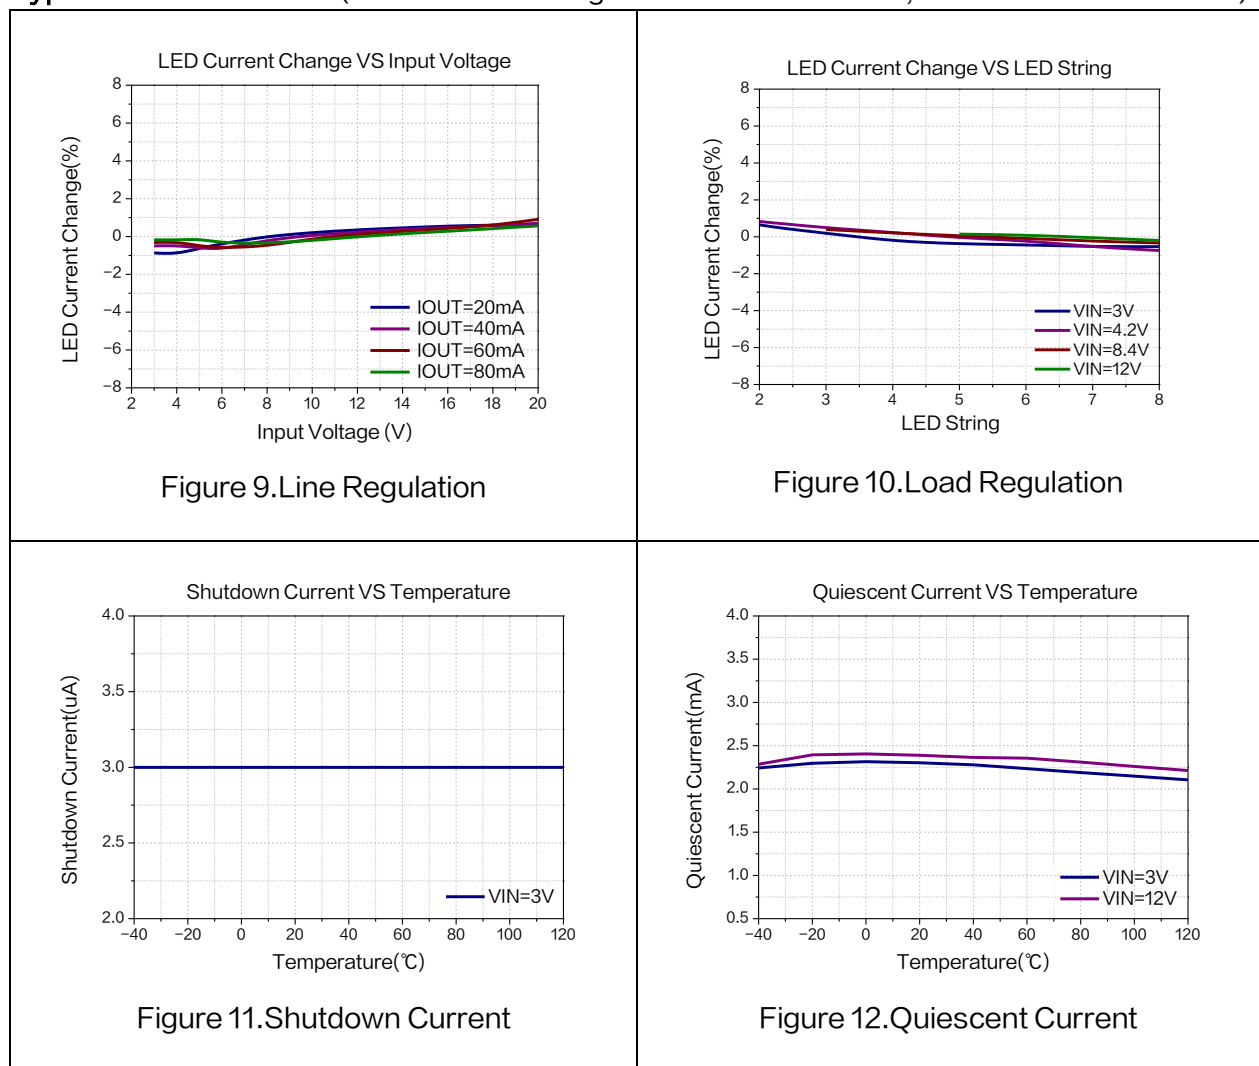 LED Current Change VS Input Voltage
8
6
4
2
0
−2
−4
−6
−8
LED Current Change(%)
IOUT=20mA
IOUT=40mA
IOUT=60mA
IOUT=80mA
2 4 6 8 10 12 14 16 18 20
Input Voltage (V)
Figure 9.Line Regulation
LED Current Change VS LED String
8
6
4
2
0
−2
−4
−6
−8
LED Current Change(%)
VIN=3V
VIN=4.2V
VIN=8.4V
VIN=12V
2 3 4 5 6 7 8
LED String
Figure 10.Load Regulation
Shutdown Current VS Temperature
4.0
3.5
3.0
2.5
2.0
Shutdown Current(uA)
VIN=3V
−40 −20 0 20 40 60 80 100 120
Temperature(℃)
Figure 11.Shutdown Current
Quiescent Current VS Temperature
4.0
3.5
3.0
2.5
2.0
1.5
1.0
0.5
Quiescent Current(mA)
VIN=3V
VIN=12V
−40 −20 0 20 40 60 80 100 120
Temperature(℃)
Figure 12.Quiescent Current